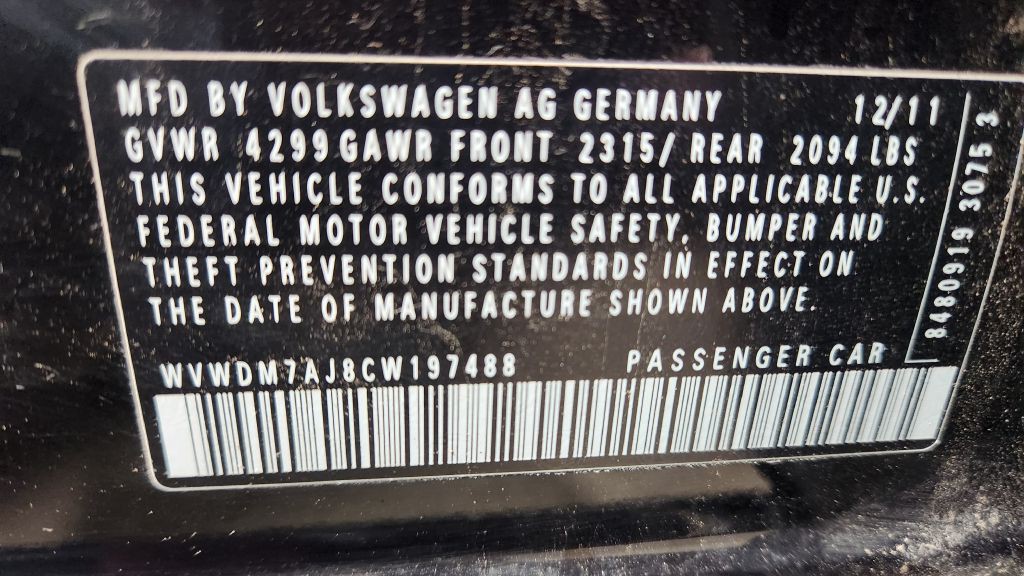 MFD BY VOLKSWAGEN AG GERMANY 12/11
GVWR 4299 GAWR FRONT 2315/ REAR 2094 LBS
THIS VEHICLE CONFORMS TO ALL APPLICABLE U.S.
FEDERAL MOTOR VEHICLE SAFETY, BUMPER AND
THEFT PREVENTION STANDARDS IN EFFECT ON
THE DATE OF MANUFACTURE SHOWN ABOVE.
WVWDM7AJ8CW197488 PASSENGER CAR
8480919 3075 3